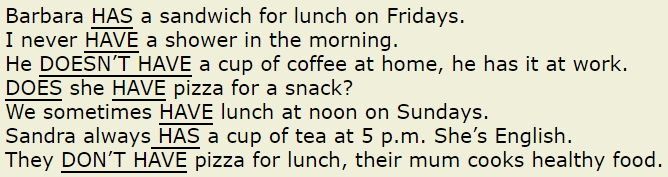 Barbara HAS a sandwich for lunch on Fridays.
I never HAVE a shower in the morning.
He DOESN'T HAVE a cup of coffee at home, he has it at work.
DOES she HAVE pizza for a snack?
We sometimes HAVE lunch at noon on Sundays.
Sandra always HAS a cup of tea at 5 p.m. She's English.
They DON'T HAVE pizza for lunch, their mum cooks healthy food.